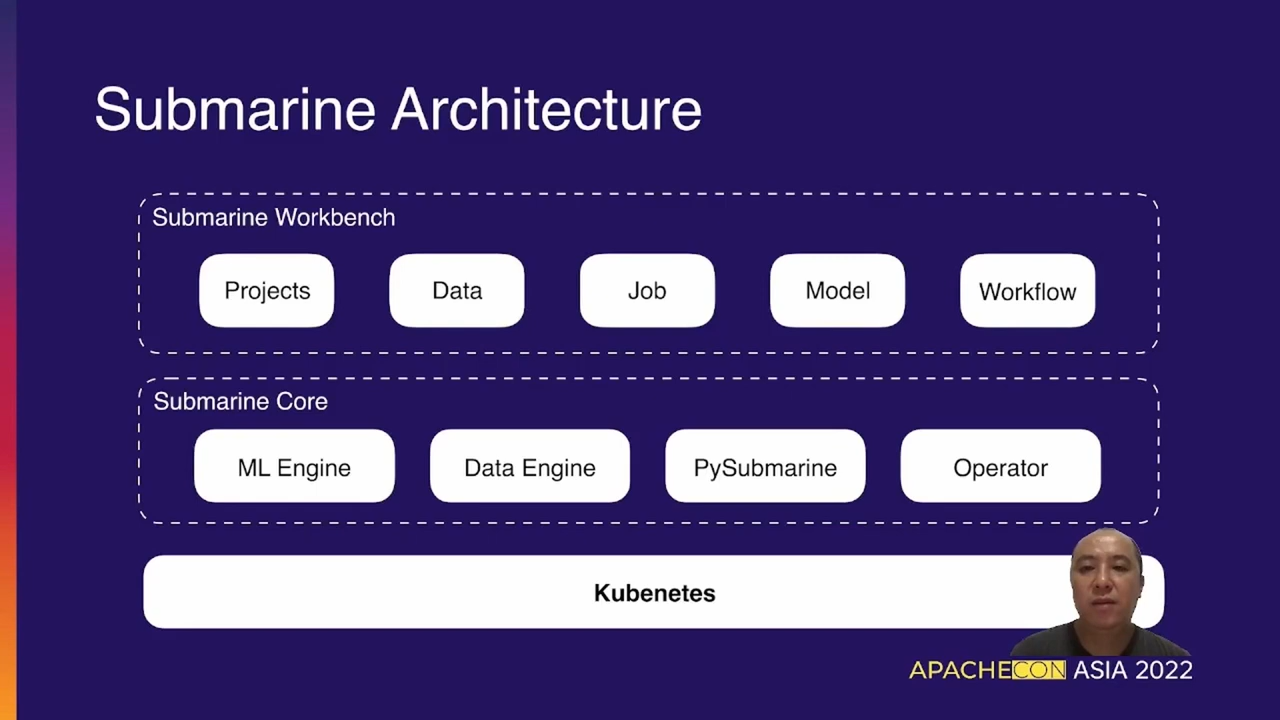 Submarine Architecture
Submarine Workbench
Projects
Data
Job
Model
Workflow
Submarine Core
ML Engine
Data Engine
PySubmarine
Operator
Kubenetes
APACHECON ASIA 2022